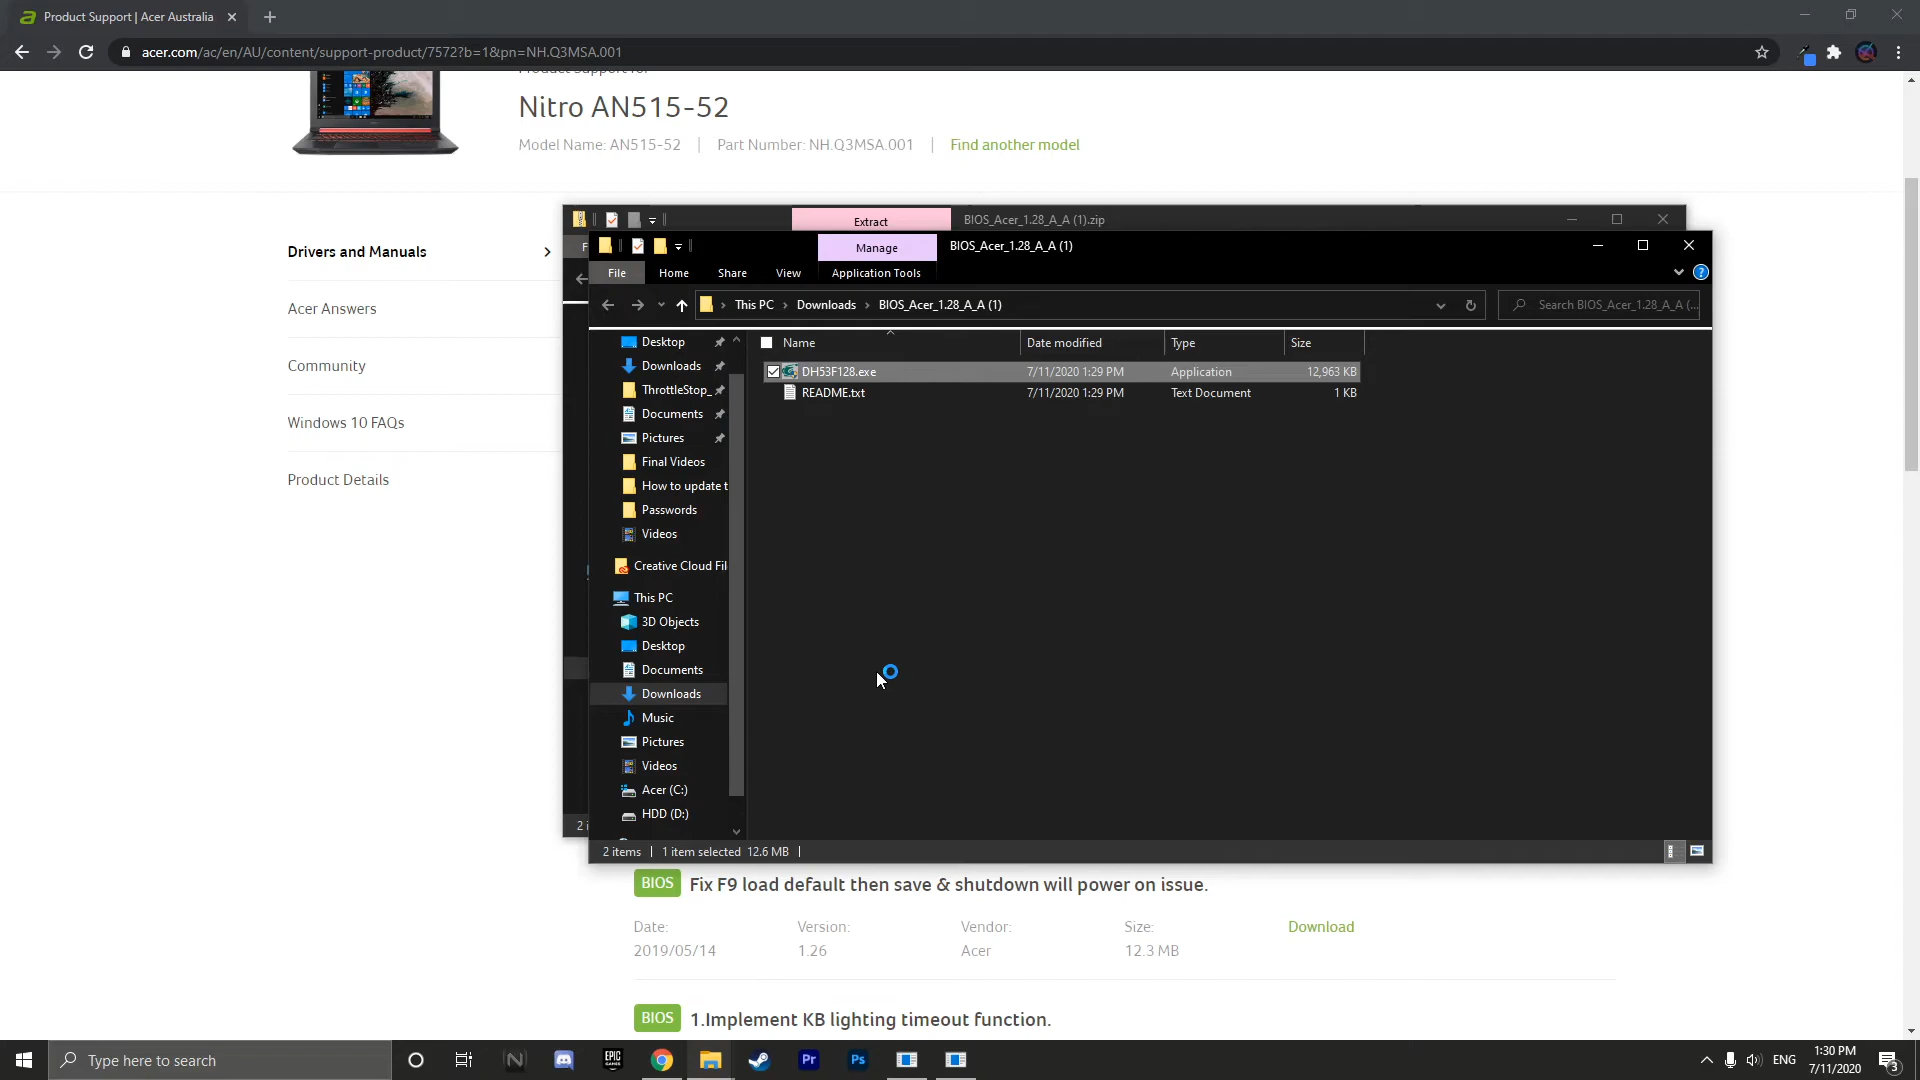 Product Support | Acer Australia
acer.com/ac/en/AU/content/support-product/7572?b=1&pn=NH.Q3MSA.001
Product Support for
Nitro AN515-52
Model Name: AN515-52 | Part Number: NH.Q3MSA.001 | Find another model
Drivers and Manuals
Acer Answers
Community
Windows 10 FAQs
Product Details
Extract
BIOS_Acer_1.28_A_A (1).zip
Manage
BIOS_Acer_1.28_A_A (1)
File
Home
Share
View
Application Tools
This PC
Downloads
BIOS_Acer_1.28_A_A (1)
Search BIOS_Acer_1.28_A_A (...
Name
Date modified
Type
Size
DH53F128.exe
7/11/2020 1:29 PM
Application
12,963 KB
README.txt
7/11/2020 1:29 PM
Text Document
1 KB
Desktop
Downloads
ThrottleStop_
Documents
Pictures
Final Videos
How to update t
Passwords
Videos
Creative Cloud Fil
This PC
3D Objects
Desktop
Documents
Downloads
Music
Pictures
Videos
Acer (C:)
HDD (D:)
2 i
2 items
1 item selected 12.6 MB
BIOS
Fix F9 load default then save & shutdown will power on issue.
Date:
Version:
Vendor:
Size:
Download
2019/05/14
1.26
Acer
12.3 MB
BIOS
1.Implement KB lighting timeout function.
Type here to search
N
EPIC
GAMES
Pr
Ps
ENG
1:30 PM
7/11/2020
3